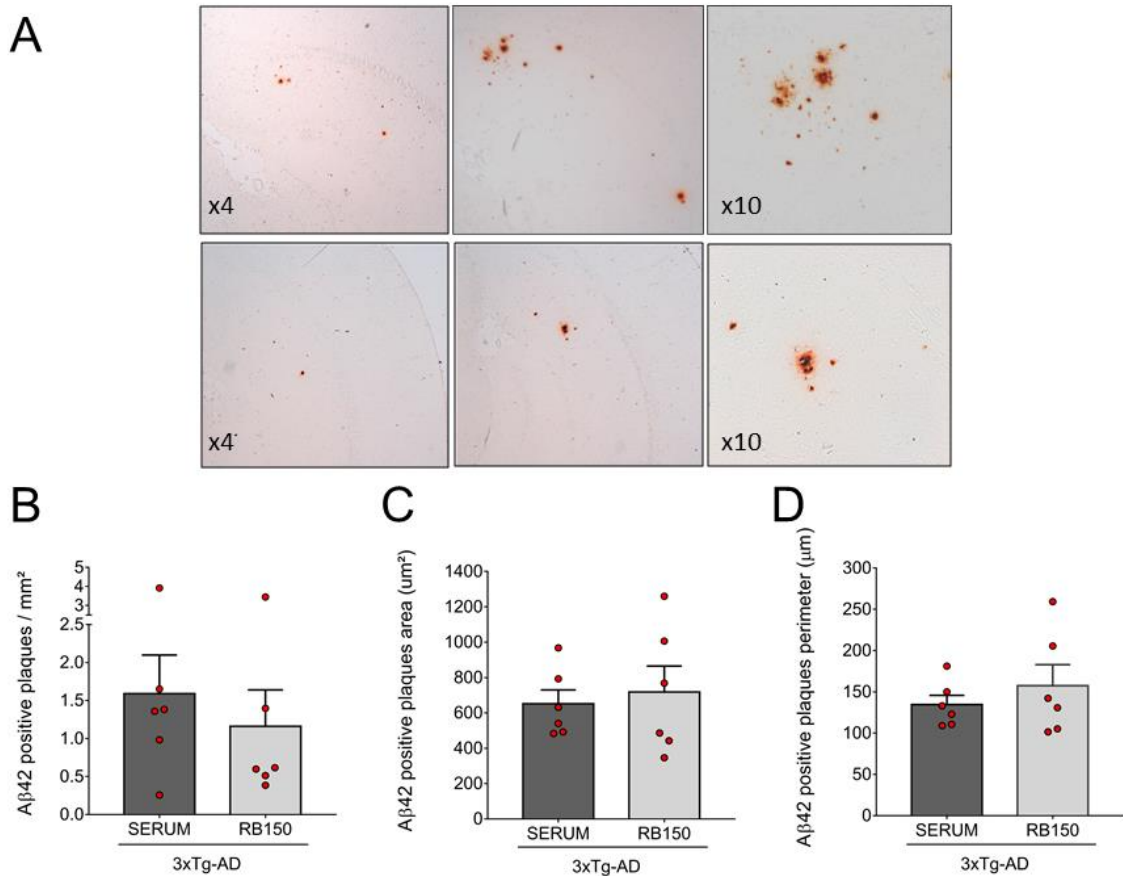 A
x4
x10
x4
x10
B
Aβ42 positive plaques / mm²
5
4
3
2.5
2.0
1.5
1.0
0.5
0.0
SERUM RB150
3xTg-AD
C
Aβ42 positive plaques area (um²)
1400
1200
1000
800
600
400
200
0
SERUM RB150
3xTg-AD
D
Aβ42 positive plaques perimeter (μm)
300
250
200
150
100
50
0
SERUM RB150
3xTg-AD